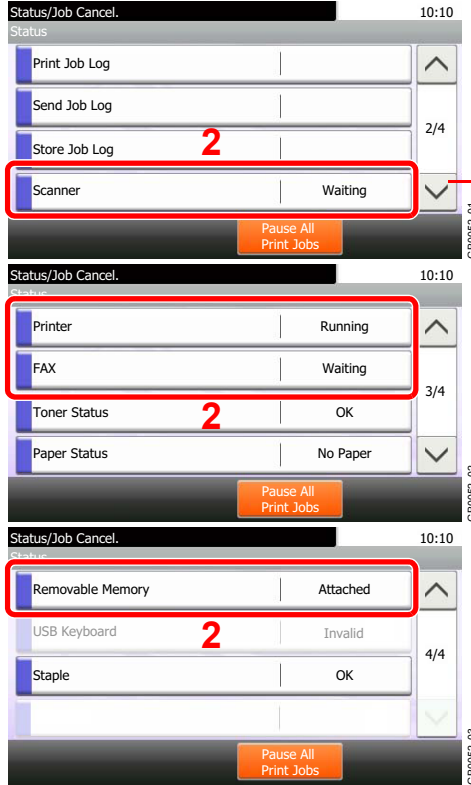 Status/Job Cancel. 10:10
Status
Print Job Log
Send Job Log
2/4
Store Job Log
2
Scanner Waiting
Pause All
Print Jobs
Status/Job Cancel. 10:10
Status
Printer Running
FAX Waiting
3/4
Toner Status OK
2
Paper Status No Paper
Pause All
Print Jobs
Status/Job Cancel. 10:10
Status
Removable Memory Attached
USB Keyboard Invalid
2
4/4
Staple OK
Pause All
Print Jobs